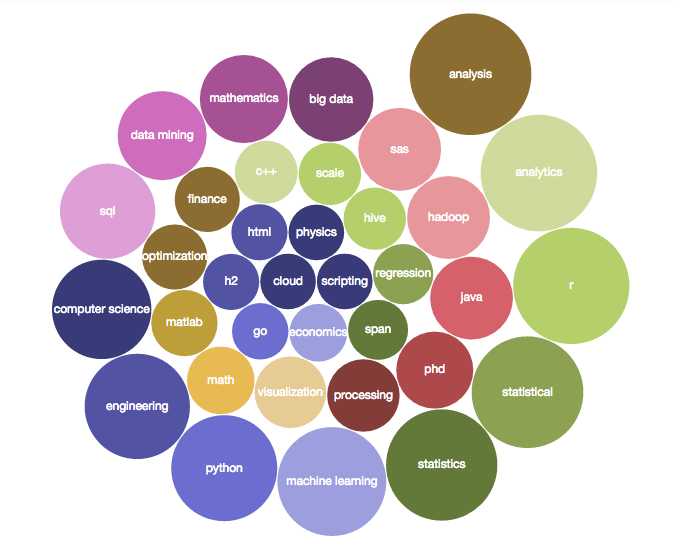 analysis
mathematics
big data
data mining
sas
c++
scale
analytics
finance
sql
hive
hadoop
html
physics
optimization
regression
h2
cloud
scripting
r
java
computer science
matlab
go
economics
span
phd
math
visualization
processing
statistical
engineering
statistics
python
machine learning